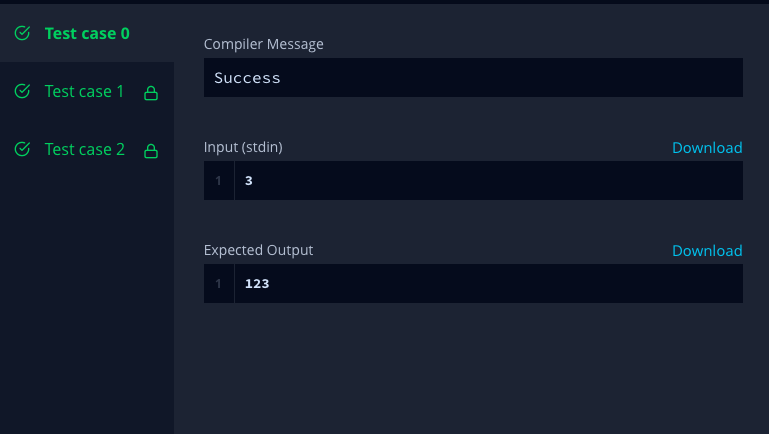 Test case 0
Test case 1
Test case 2
Compiler Message
Success
Input (stdin)
Download
1
3
Expected Output
Download
1
123